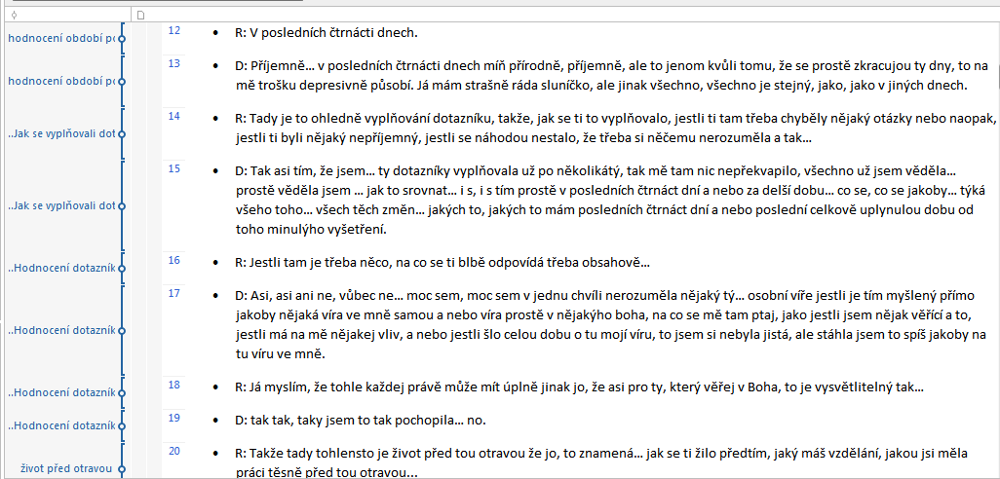 hodnocení období po
12 • R: V posledních čtrnácti dnech.
hodnocení období po
13 • D: Příjemně… v posledních čtrnácti dnech míň přírodně, příjemně, ale to jenom kvůli tomu, že se prostě zkracujou ty dny, to na
mě trošku depresivně působí. Já mám strašně ráda sluníčko, ale jinak všechno, všechno je stejný, jako, jako v jiných dnech.
..Jak se vyplňovali dot
14 • R: Tady je to ohledně vyplňování dotazníku, takže, jak se ti to vyplňovalo, jestli ti tam třeba chyběly nějaký otázky nebo naopak,
jestli ti byli nějaký nepříjemný, jestli se náhodou nestalo, že třeba si něčemu nerozuměla a tak…
..Jak se vyplňovali dot
15 • D: Tak asi tím, že jsem… ty dotazníky vyplňovala už po několikátý, tak mě tam nic nepřekvapilo, všechno už jsem věděla…
prostě věděla jsem … jak to srovnat… i s, i s tím prostě v posledních čtrnáct dní a nebo za delší dobu… co se, co se jakoby… týká
všeho toho… všech těch změn… jakých to, jakých to mám posledních čtrnáct dní a nebo poslední celkově uplynulou dobu od
toho minulýho vyšetření.
..Hodnocení dotazník
16 • R: Jestli tam je třeba něco, na co se ti blbě odpovídá třeba obsahově…
..Hodnocení dotazník
17 • D: Asi, asi ani ne, vůbec ne… moc sem, moc sem v jednu chvíli nerozuměla nějaký tý… osobní víře jestli je tím myšlený přímo
jakoby nějaká víra ve mně samou a nebo víra prostě v nějakýho boha, na co se mě tam ptaj, jako jestli jsem nějak věřící a to,
jestli má na mě nějakej vliv, a nebo jestli šlo celou dobu o tu mojí víru, to jsem si nebyla jistá, ale stáhla jsem to spíš jakoby na
tu víru ve mně.
..Hodnocení dotazník
18 • R: Já myslím, že tohle každej právě může mít úplně jinak jo, že asi pro ty, který věřej v Boha, to je vysvětlitelný tak…
..Hodnocení dotazník
19 • D: tak tak, taky jsem to tak pochopila… no.
život před otravou
20 • R: Takže tady tohlensto je život před tou otravou že jo, to znamená… jak se ti žilo předtím, jaký máš vzdělání, jakou jsi měla
práci těsně před tou otravou…